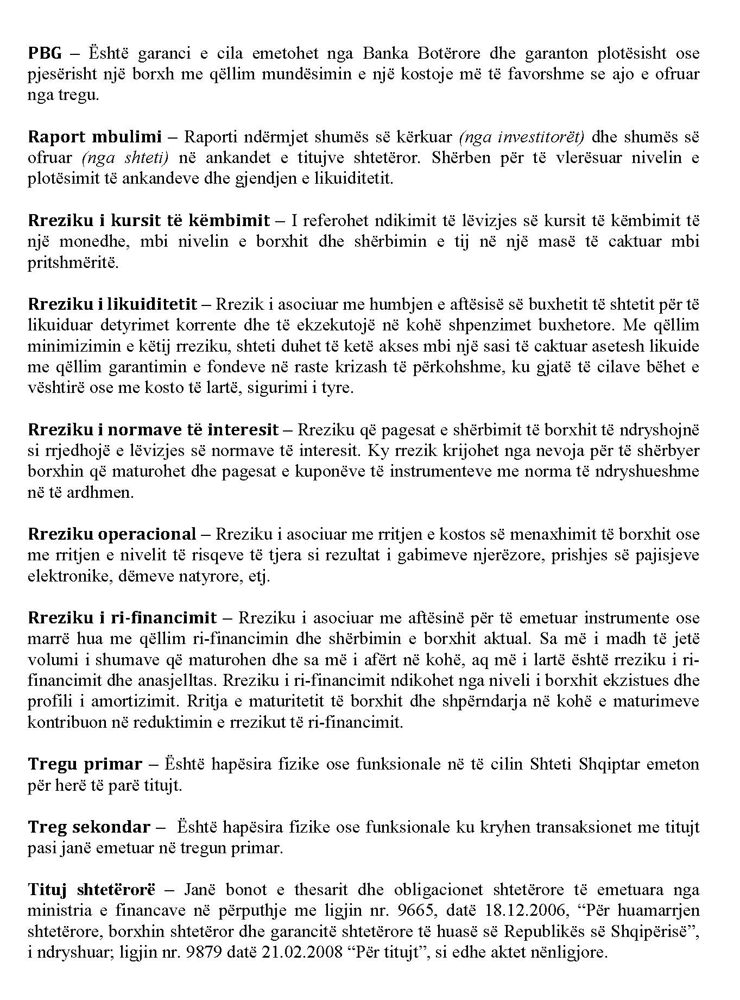 PBG – Është garanci e cila emetohet nga Banka Botërore dhe garanton plotësisht ose
pjesërisht një borxh me qëllim mundësimin e një kostoje më të favorshme se ajo e ofruar
nga tregu.
Raport mbulimi – Raporti ndërmjet shumës së kërkuar (nga investitorët) dhe shumës së
ofruar (nga shteti) në ankandet e titujve shtetëror. Shërben për të vlerësuar nivelin e
plotësimit të ankandeve dhe gjendjen e likuiditetit.
Rreziku i kursit të këmbimit – I referohet ndikimit të lëvizjes së kursit të këmbimit të
një monedhe, mbi nivelin e borxhit dhe shërbimin e tij në një masë të caktuar mbi
pritshmëritë.
Rreziku i likuiditetit – Rrezik i asociuar me humbjen e aftësisë së buxhetit të shtetit për të
likuiduar detyrimet korrente dhe të ekzekutojë në kohë shpenzimet buxhetore. Me qëllim
minimizimin e këtij rreziku, shteti duhet të ketë akses mbi një sasi të caktuar asetesh likuide
me qëllim garantimin e fondeve në raste krizash të përkohshme, ku gjatë të cilave bëhet e
vështirë ose me kosto të lartë, sigurimi i tyre.
Rreziku i normave të interesit – Rreziku që pagesat e shërbimit të borxhit të ndryshojnë
si rrjedhojë e lëvizjes së normave të interesit. Ky rrezik krijohet nga nevoja për të shërbyer
borxhin që maturohet dhe pagesat e kuponëve të instrumenteve me norma të ndryshueshme
në të ardhmen.
Rreziku operacional – Rreziku i asociuar me rritjen e kostos së menaxhimit të borxhit ose
me rritjen e nivelit të risqeve të tjera si rezultat i gabimeve njerëzore, prishjes së pajisjeve
elektronike, dëmeve natyrore, etj.
Rreziku i ri-financimit – Rreziku i asociuar me aftësinë për të emetuar instrumente ose
marrë hua me qëllim ri-financimin dhe shërbimin e borxhit aktual. Sa më i madh të jetë
volumi i shumave që maturohen dhe sa më i afërt në kohë, aq më i lartë është rreziku i ri-
financimit dhe anasjelltas. Rreziku i ri-financimit ndikohet nga niveli i borxhit ekzistues dhe
profili i amortizimit. Rritja e maturitetit të borxhit dhe shpërndarja në kohë e maturimeve
kontribuon në reduktimin e rrezikut të ri-financimit.
Tregu primar – Është hapësira fizike ose funksionale në të cilin Shteti Shqiptar emeton
për herë të parë titujt.
Treg sekondar – Është hapësira fizike ose funksionale ku kryhen transaksionet me titujt
pasi janë emetuar në tregun primar.
Tituj shtetërorë – Janë bonot e thesarit dhe obligacionet shtetërore të emetuara nga
ministria e financave në përputhje me ligjin nr. 9665, datë 18.12.2006, “Për huamarrjen
shtetërore, borxhin shtetëror dhe garancitë shtetërore të huasë së Republikës së Shqipërisë”,
i ndryshuar; ligjin nr. 9879 datë 21.02.2008 “Për titujt”, si edhe aktet nënligjore.